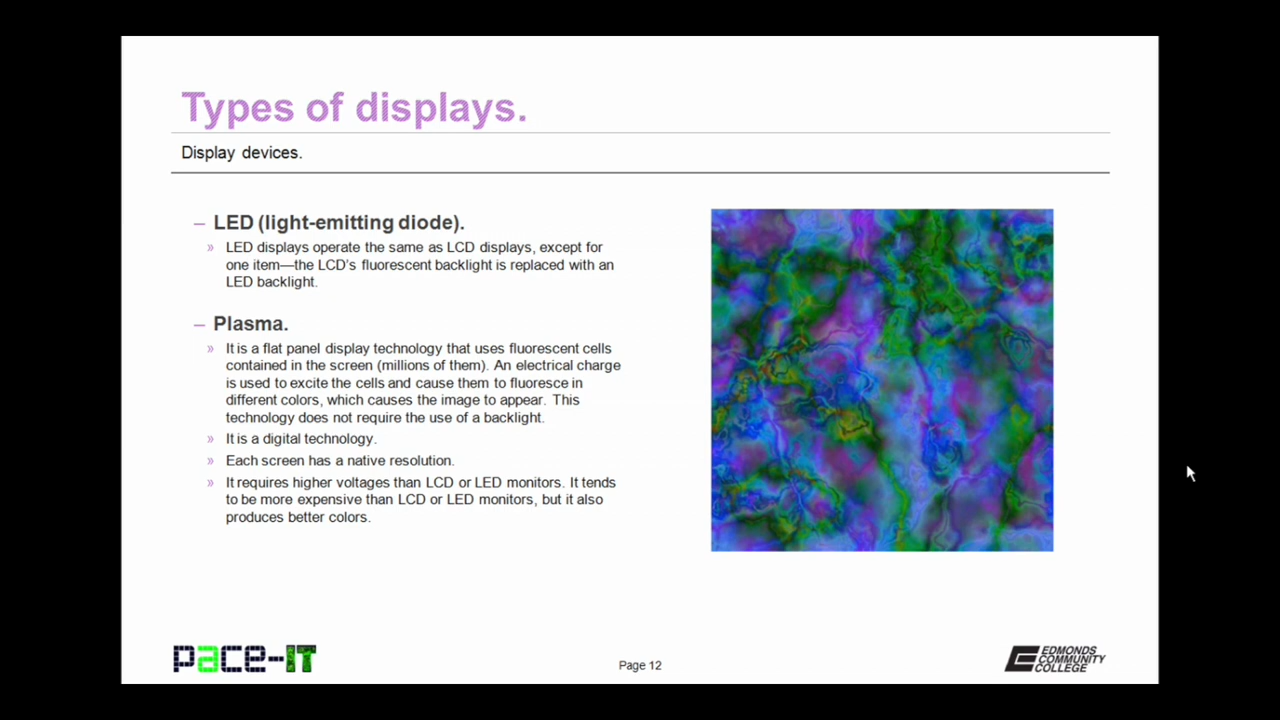 Types of displays.
Display devices.
– LED (light-emitting diode).
» LED displays operate the same as LCD displays, except for
one item—the LCD's fluorescent backlight is replaced with an
LED backlight.
– Plasma.
» It is a flat panel display technology that uses fluorescent cells
contained in the screen (millions of them). An electrical charge
is used to excite the cells and cause them to fluoresce in
different colors, which causes the image to appear. This
technology does not require the use of a backlight.
» It is a digital technology.
» Each screen has a native resolution.
» It requires higher voltages than LCD or LED monitors. It tends
to be more expensive than LCD or LED monitors, but it also
produces better colors.
pace-IT
Page 12
EDMONDS
COMMUNITY
COLLEGE